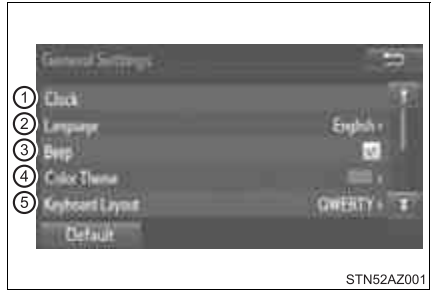 General Settings
1 Clock
2 Language English
3 Beep
4 Color Theme
5 Keyboard Layout QWERTY
Default
STN52AZ001